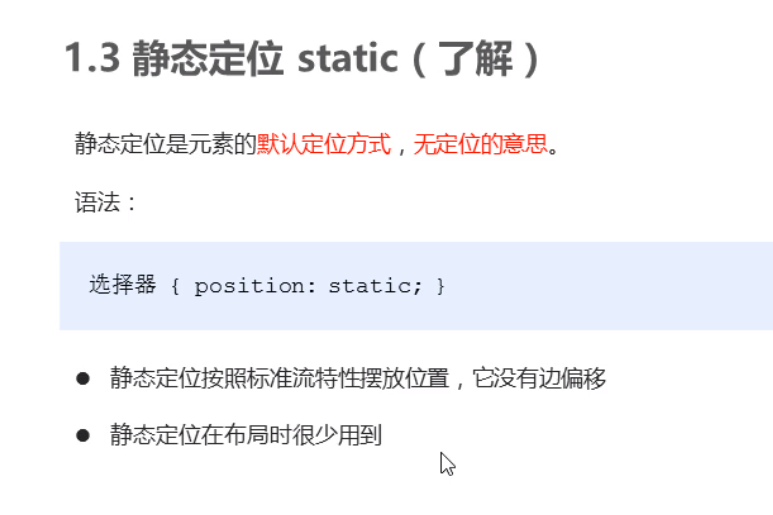 1.3 静态定位 static（了解）
静态定位是元素的默认定位方式，无定位的意思。
语法：
选择器 { position: static; }
● 静态定位按照标准流特性摆放位置，它没有边偏移
● 静态定位在布局时很少用到